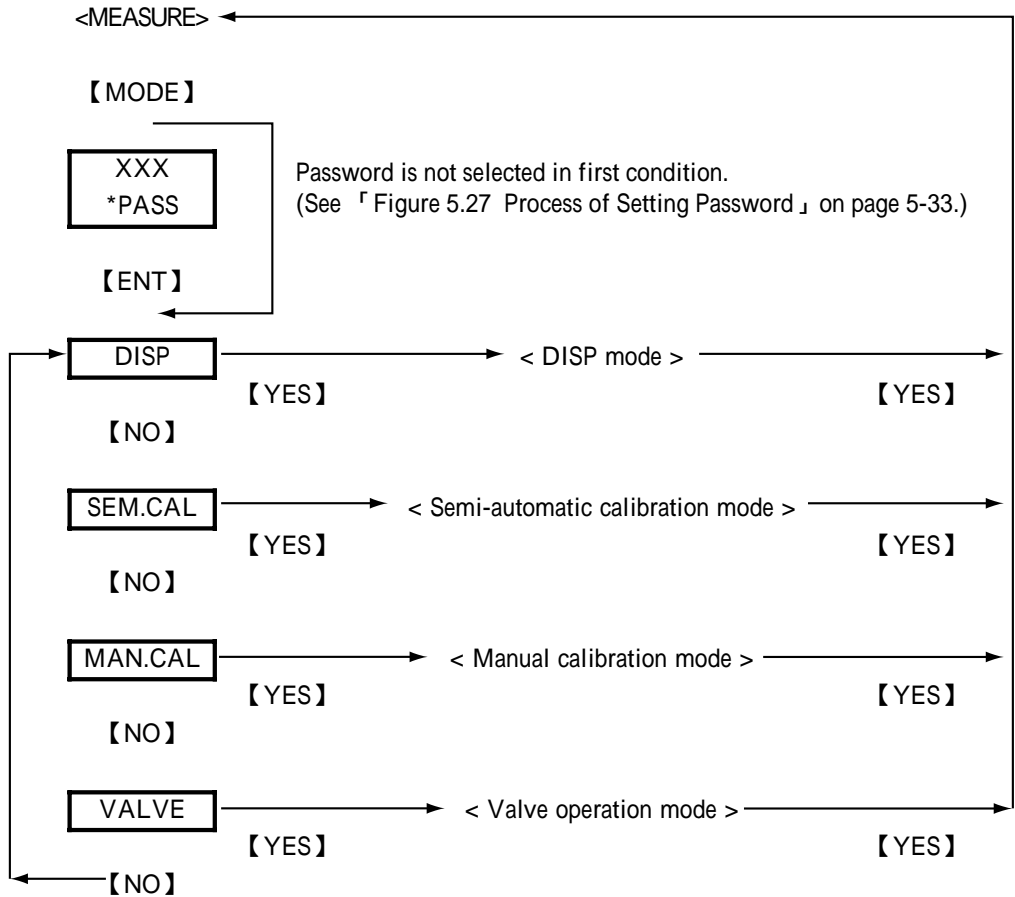 <MEASURE>
【MODE】
XXX
*PASS
Password is not selected in first condition.
(See 「Figure 5.27 Process of Setting Password」 on page 5-33.)
【ENT】
DISP
< DISP mode >
【YES】
【YES】
【NO】
SEM.CAL
< Semi-automatic calibration mode >
【YES】
【YES】
【NO】
MAN.CAL
< Manual calibration mode >
【YES】
【YES】
【NO】
VALVE
< Valve operation mode >
【YES】
【YES】
【NO】